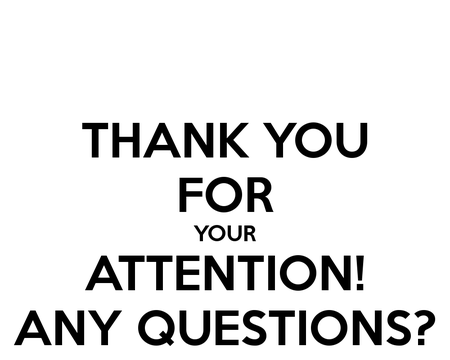 THANK YOU
FOR
YOUR
ATTENTION!
ANY QUESTIONS?